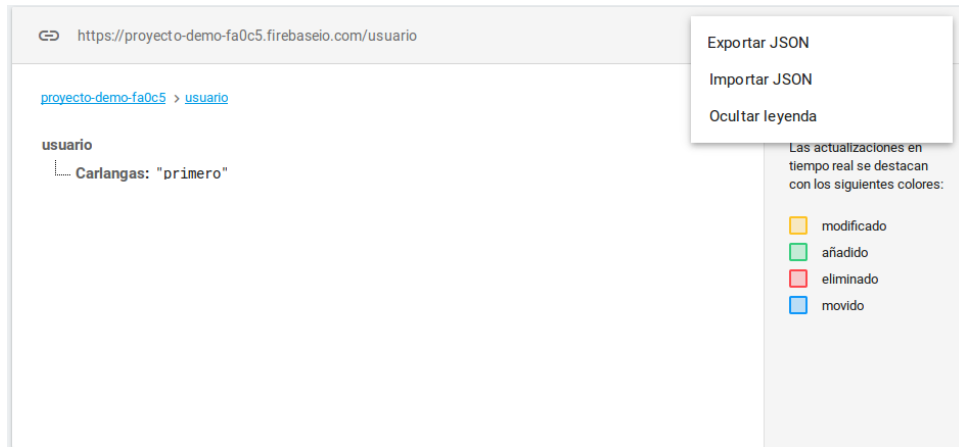 https://proyecto-demo-fa0c5.firebaseio.com/usuario
Exportar JSON
Importar JSON
Ocultar leyenda
proyecto-demo-fa0c5 > usuario
usuario
Carlangas: "primero"
Las actualizaciones en
tiempo real se destacan
con los siguientes colores:
modificado
añadido
eliminado
movido